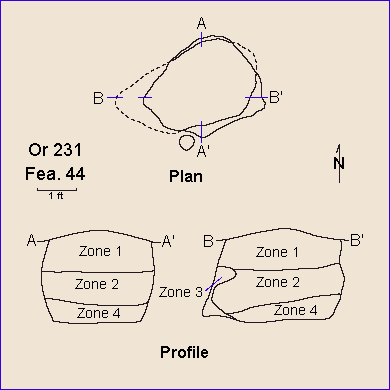 A
B
B'
A'
Or 231
Fea. 44
1 ft
Plan
N
A
A'
Zone 1
Zone 2
Zone 4
B
B'
Zone 1
Zone 2
Zone 3
Zone 4
Profile